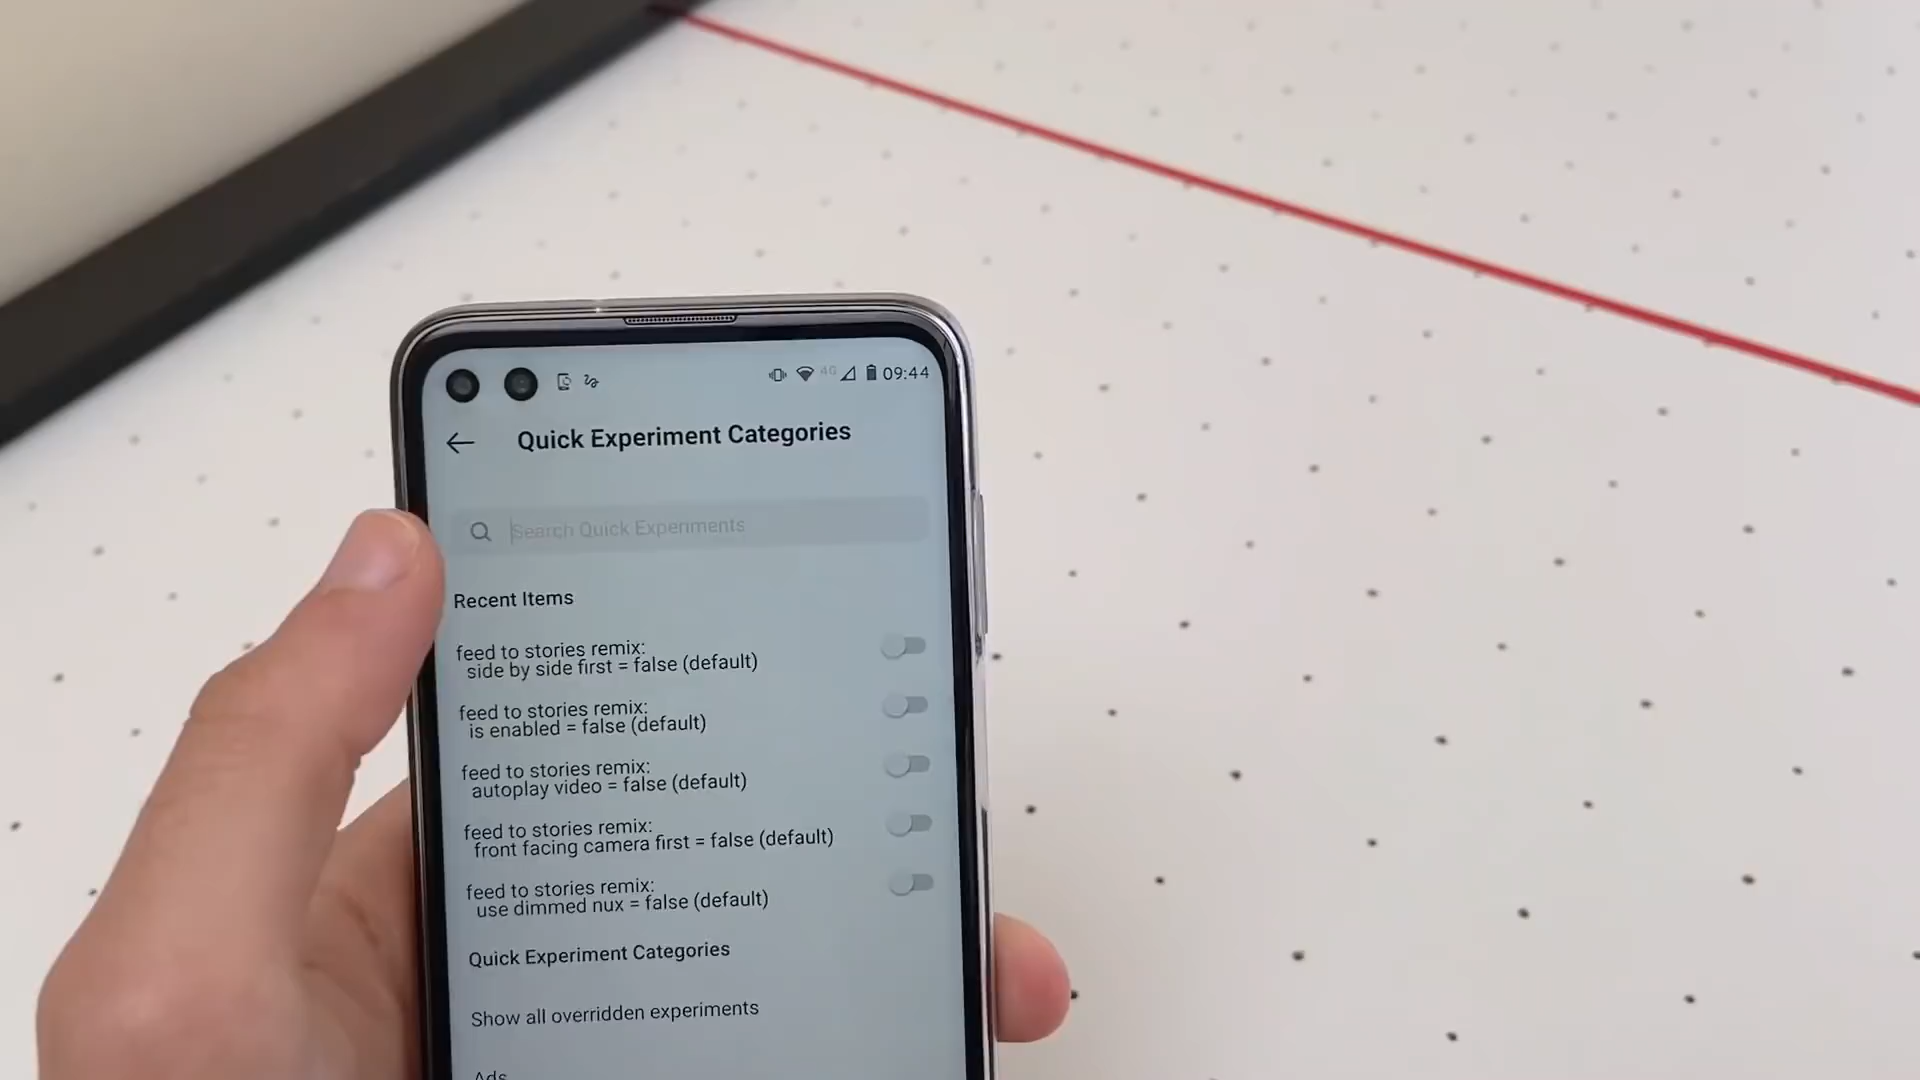 4G 09:44
Quick Experiment Categories
Search Quick Experiments
Recent Items
feed to stories remix:
side by side first = false (default)
feed to stories remix:
is enabled = false (default)
feed to stories remix:
autoplay video = false (default)
feed to stories remix:
front facing camera first = false (default)
feed to stories remix:
use dimmed nux = false (default)
Quick Experiment Categories
Show all overridden experiments
Ads